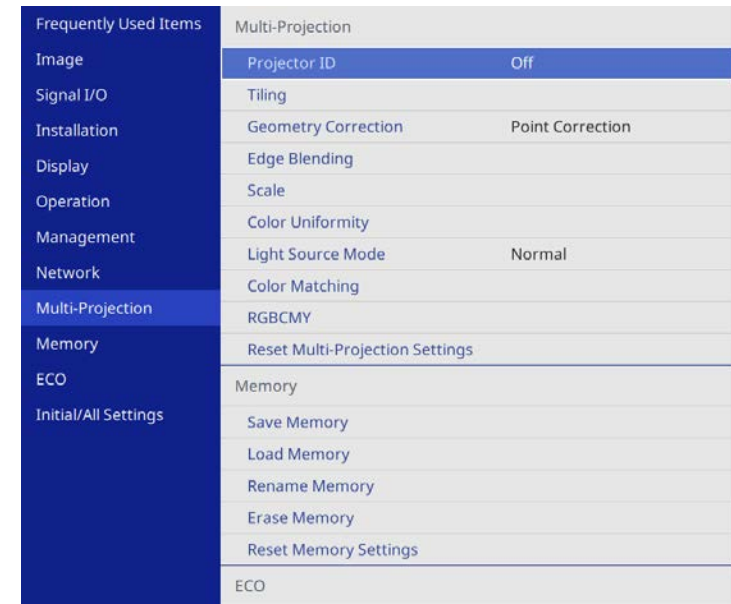 Frequently Used Items
Image
Signal I/O
Installation
Display
Operation
Management
Network
Multi-Projection
Memory
ECO
Initial/All Settings
Multi-Projection
Projector ID Off
Tiling
Geometry Correction Point Correction
Edge Blending
Scale
Color Uniformity
Light Source Mode Normal
Color Matching
RGBCMY
Reset Multi-Projection Settings
Memory
Save Memory
Load Memory
Rename Memory
Erase Memory
Reset Memory Settings
ECO